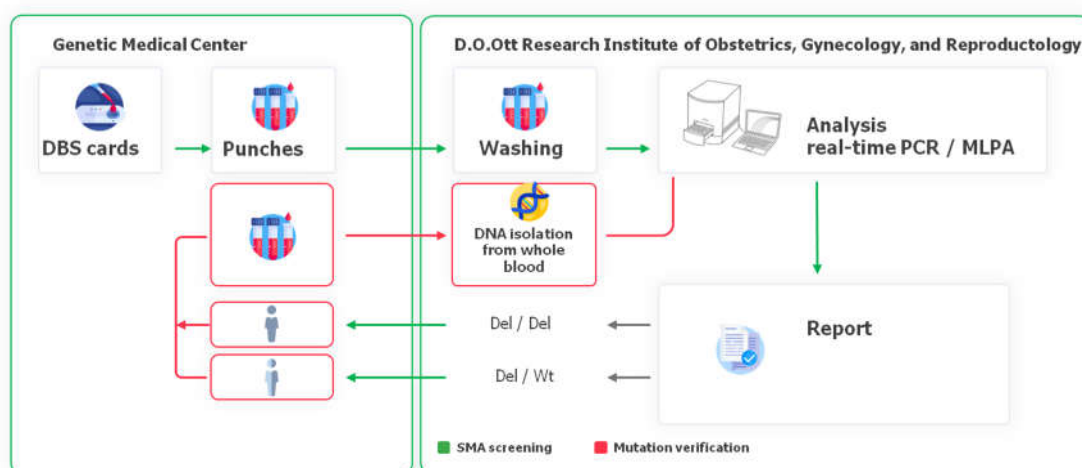 Genetic Medical Center
D.O.Ott Research Institute of Obstetrics, Gynecology, and Reproductology
DBS cards
Punches
Washing
Analysis
real-time PCR / MLPA
DNA isolation
from whole
blood
Del / Del
Report
Del / Wt
SMA screening
Mutation verification